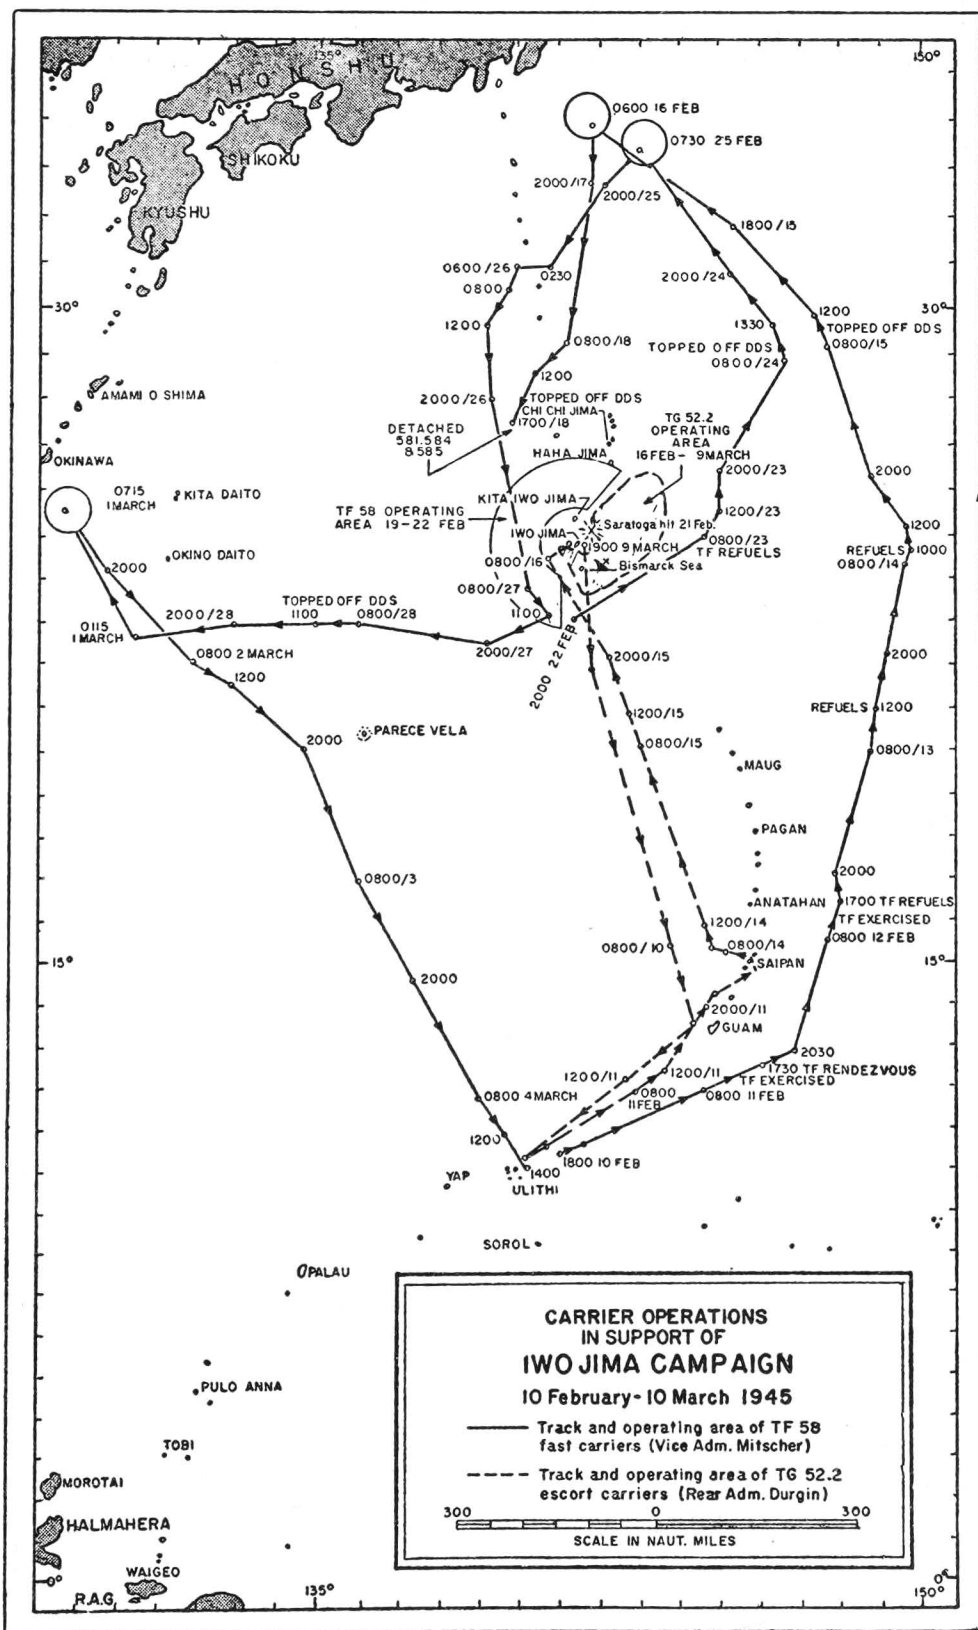 135°
150°
HONSHU
0600 16 FEB
0730 25 FEB
SHIKOKU
2000/17
2000/25
KYUSHU
1800/15
0600/26
0230
2000/24
0800
30°
30°
1200
1200
1330
TOPPED OFF DDS
0800/18
TOPPED OFF DDS
0800/15
0800/24
1200
AMAMI O SHIMA
2000/26
TOPPED OFF DDS
CHI CHI JIMA
TG 52.2
OPERATING
AREA
16 FEB - 9 MARCH
1700/18
DETACHED
581.584
& 585
HAHA JIMA
OKINAWA
2000/23
2000
0715
1 MARCH
KITA DAITO
KITA IWO JIMA
TF 58 OPERATING
AREA 19-22 FEB
1200/23
Saratoga hit 21 Feb.
1200
IWO JIMA
0800/23
TF REFUELS
1900 9 MARCH
REFUELS
1000
OKINO DAITO
0800/16
0800/14
Bismarck Sea
2000
0800/27
TOPPED OFF DDS
2000/28
1100
0800/28
1100
0115
1 MARCH
2000/27
2000 22 FEB
2000/15
2000
0800 2 MARCH
1200
1200/15
REFUELS
1200
PARECE VELA
2000
0800/15
0800/13
MAUG
PAGAN
0800/3
2000
ANATAHAN
1700 TF REFUELS
1200/14
TF EXERCISED
0800/10
0800/14
0800 12 FEB
15°
SAIPAN
15°
2000
2000/11
GUAM
2030
1200/11
1200/11
1730 TF RENDEZVOUS
TF EXERCISED
0800
11 FEB
0800 11 FEB
0800 4 MARCH
1200
1400
1800 10 FEB
YAP
ULITHI
SOROL
PALAU
CARRIER OPERATIONS
IN SUPPORT OF
IWO JIMA CAMPAIGN
10 February - 10 March 1945
Track and operating area of TF 58
fast carriers (Vice Adm. Mitscher)
Track and operating area of TG 52.2
escort carriers (Rear Adm. Durgin)
300 0 300
SCALE IN NAUT. MILES
PULO ANNA
TOBI
MOROTAI
HALMAHERA
WAIGEO
0°
0°
R.A.G.
135°
150°